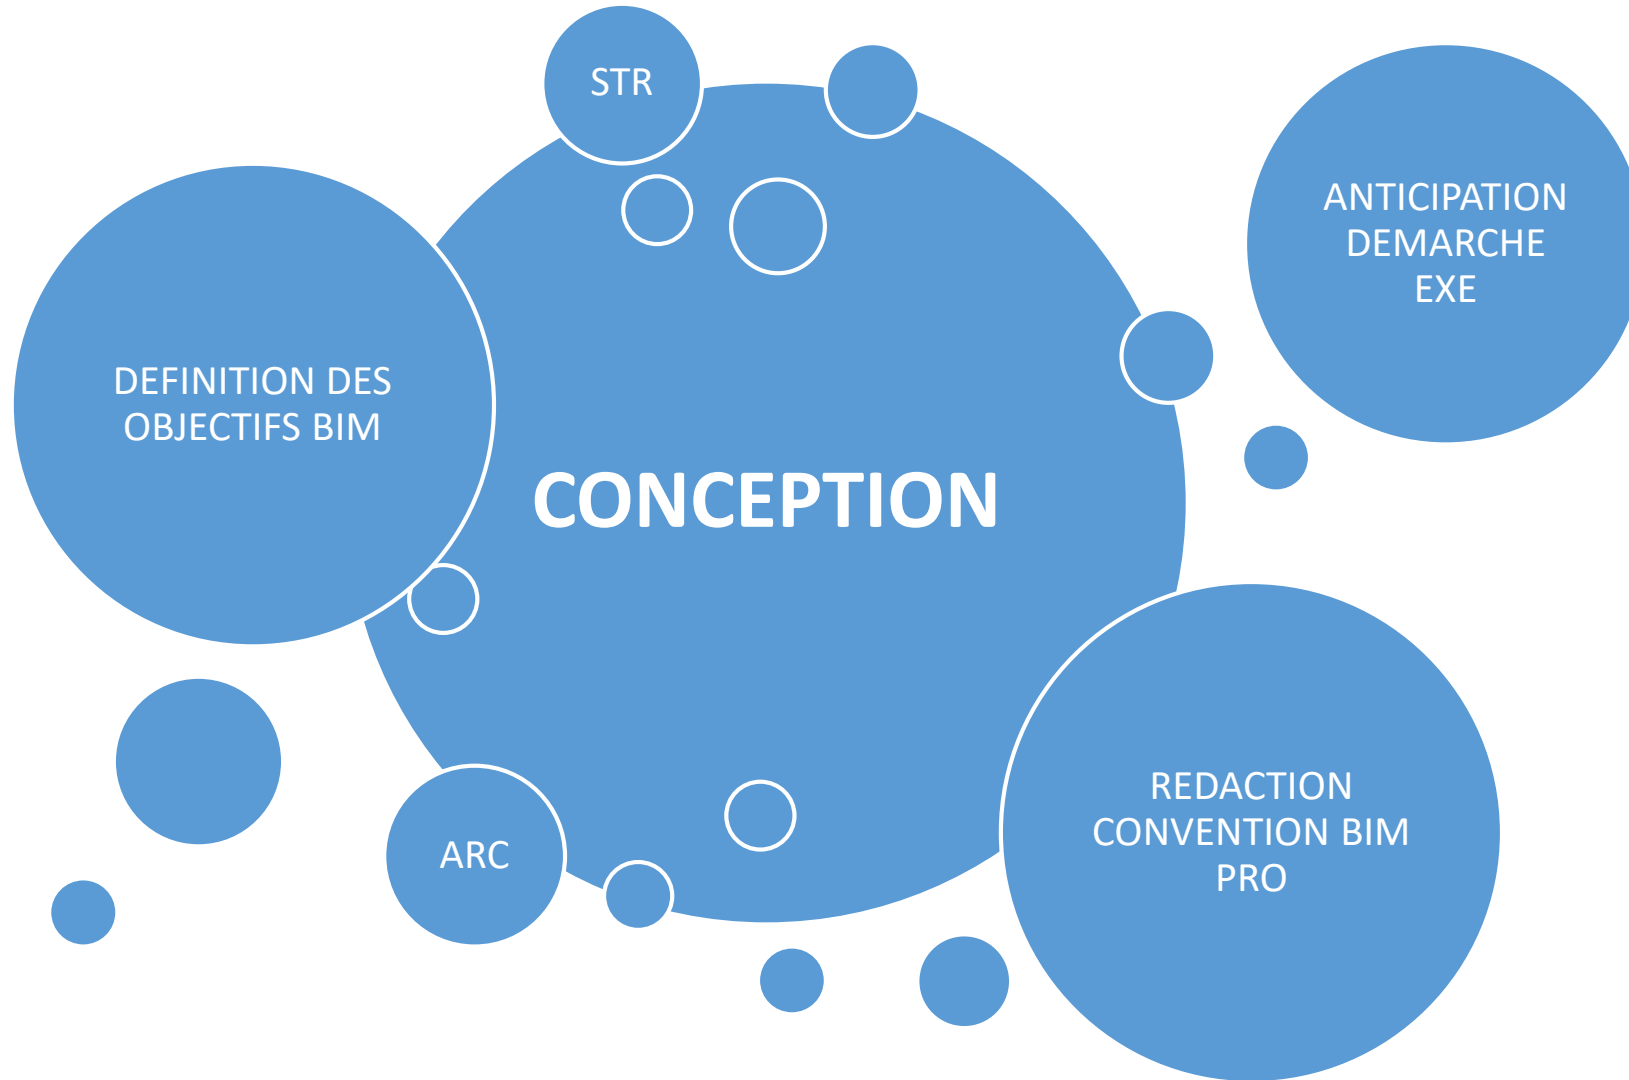 STR
ANTICIPATION
DEMARCHE
EXE
DEFINITION DES
OBJECTIFS BIM
CONCEPTION
REDACTION
CONVENTION BIM
PRO
ARC